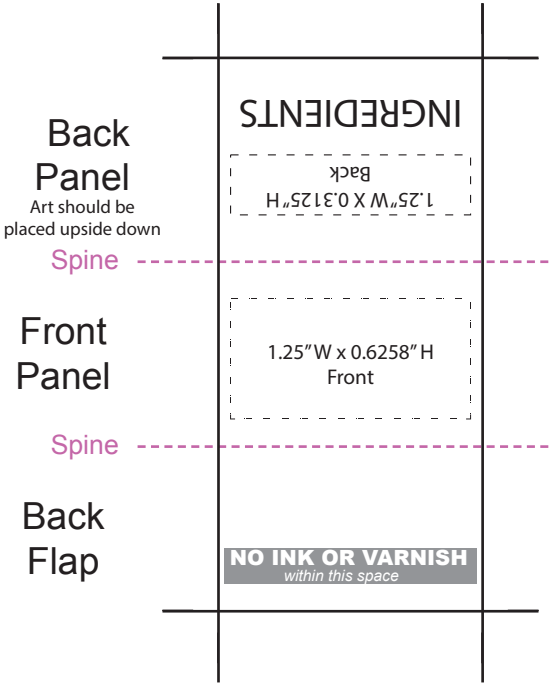 Back
Panel
Art should be
placed upside down
INGREDIENTS
1.25"W X 0.3125"H
Back
Spine
Front
Panel
1.25"W x 0.6258"H
Front
Spine
Back
Flap
NO INK OR VARNISH
within this space